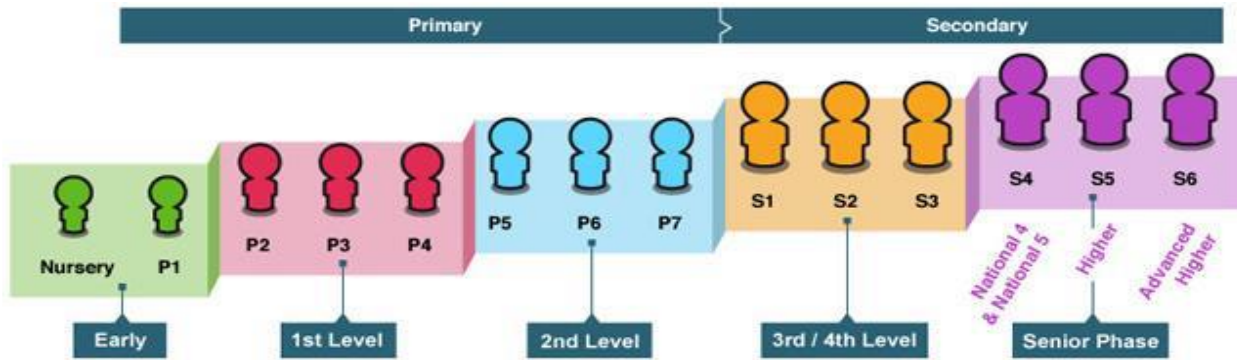 Primary
Secondary
Nursery
P1
P2
P3
P4
P5
P6
P7
S1
S2
S3
S4
S5
S6
National 4
& National 5
Higher
Advanced
Higher
Early
1st Level
2nd Level
3rd / 4th Level
Senior Phase